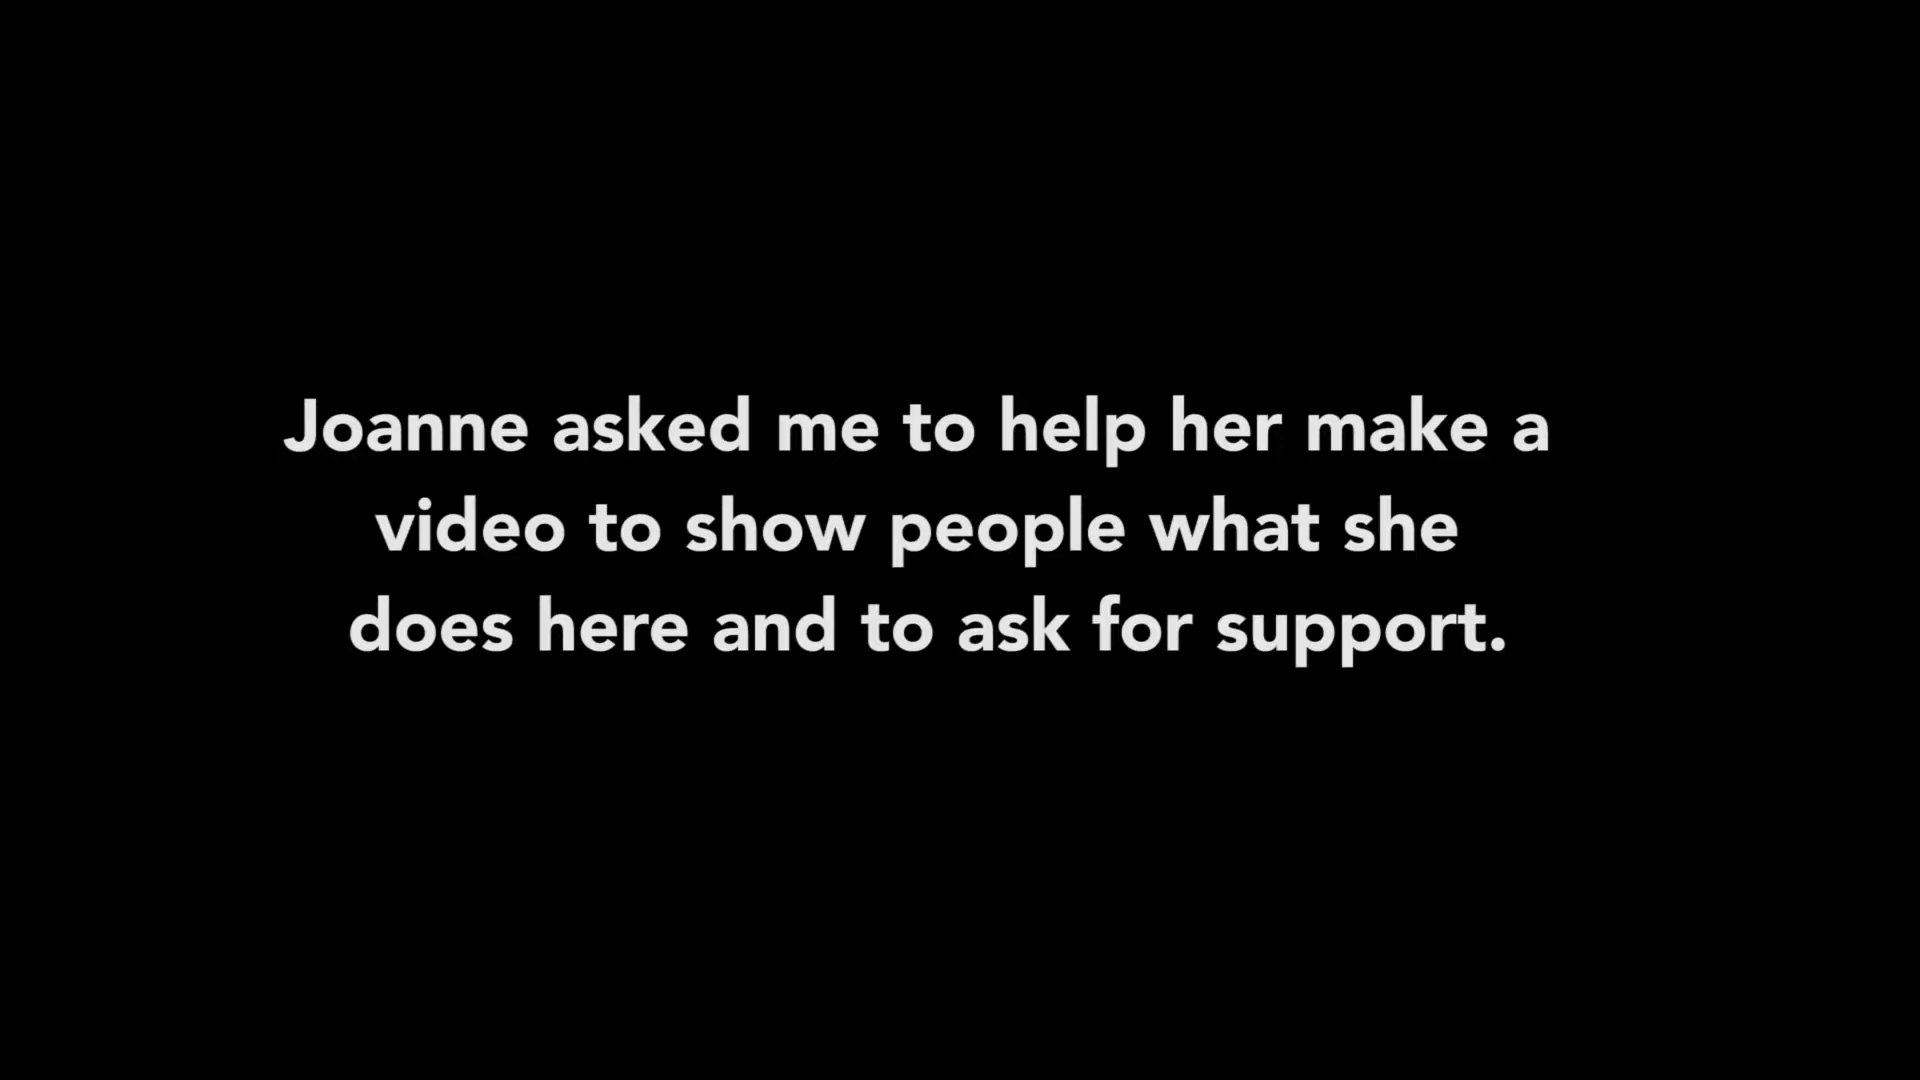 Joanne asked me to help her make a
video to show people what she
does here and to ask for support.